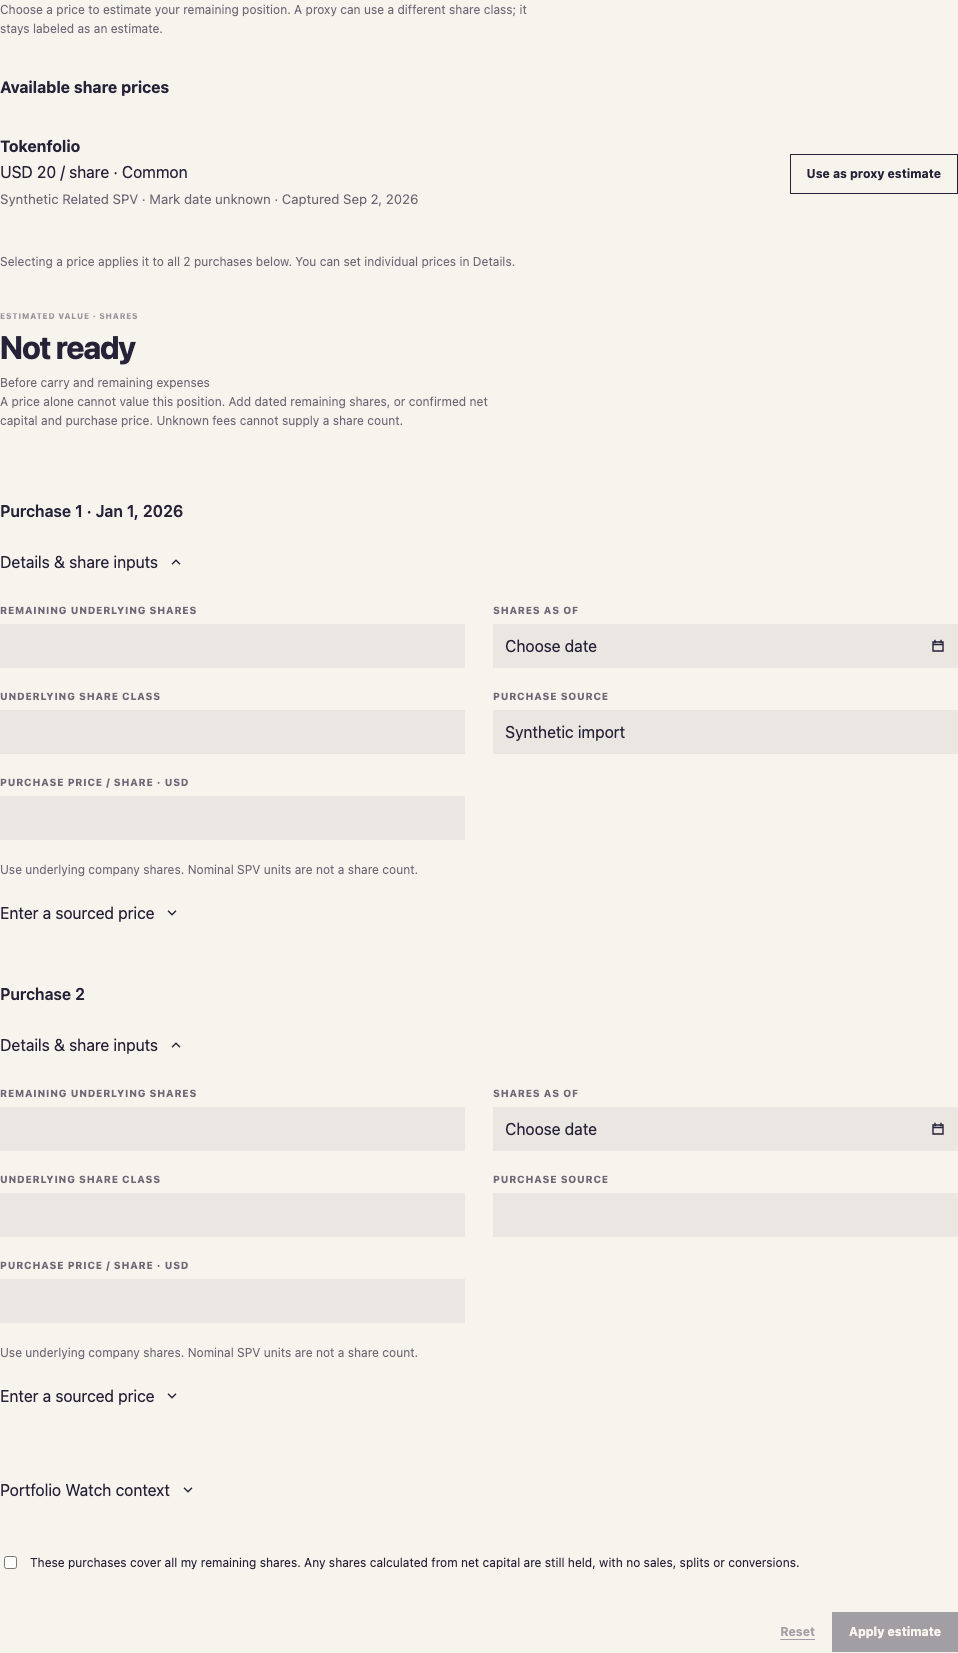 Choose a price to estimate your remaining position. A proxy can use a different share class; it
stays labeled as an estimate.
Available share prices
Tokenfolio
USD 20 / share · Common
Synthetic Related SPV · Mark date unknown · Captured Sep 2, 2026
Use as proxy estimate
Selecting a price applies it to all 2 purchases below. You can set individual prices in Details.
ESTIMATED VALUE · SHARES
Not ready
Before carry and remaining expenses
A price alone cannot value this position. Add dated remaining shares, or confirmed net
capital and purchase price. Unknown fees cannot supply a share count.
Purchase 1 · Jan 1, 2026
Details & share inputs
REMAINING UNDERLYING SHARES
SHARES AS OF
Choose date
UNDERLYING SHARE CLASS
PURCHASE SOURCE
Synthetic import
PURCHASE PRICE / SHARE · USD
Use underlying company shares. Nominal SPV units are not a share count.
Enter a sourced price
Purchase 2
Details & share inputs
REMAINING UNDERLYING SHARES
SHARES AS OF
Choose date
UNDERLYING SHARE CLASS
PURCHASE SOURCE
PURCHASE PRICE / SHARE · USD
Use underlying company shares. Nominal SPV units are not a share count.
Enter a sourced price
Portfolio Watch context
These purchases cover all my remaining shares. Any shares calculated from net capital are still held, with no sales, splits or conversions.
Reset
Apply estimate